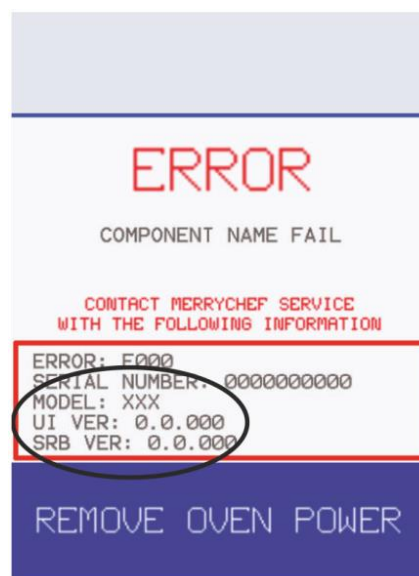 ERROR
COMPONENT NAME FAIL
CONTACT MERRYCHEF SERVICE
WITH THE FOLLOWING INFORMATION
ERROR: E000
SERIAL NUMBER: 0000000000
MODEL: XXX
UI VER: 0.0.000
SRB VER: 0.0.000
REMOVE OVEN POWER